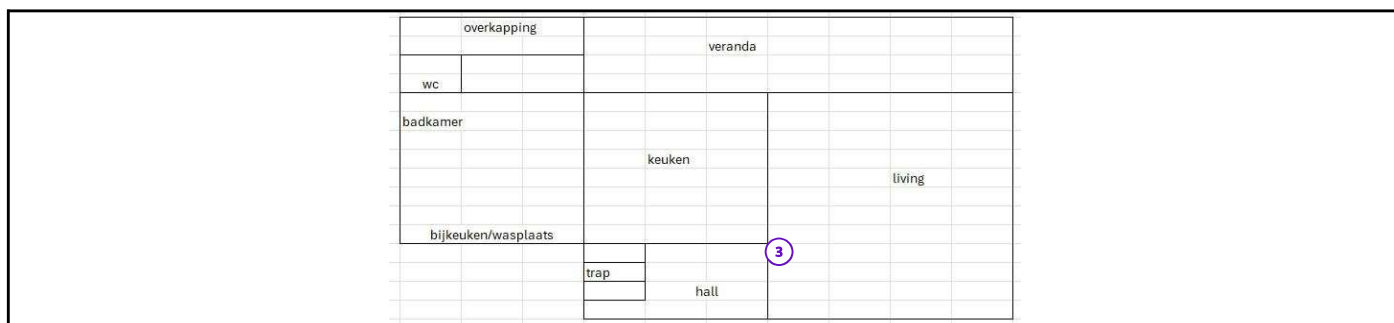 overkapping
veranda
wc
badkamer
keuken
living
bijkeuken/wasplaats
3
trap
hall